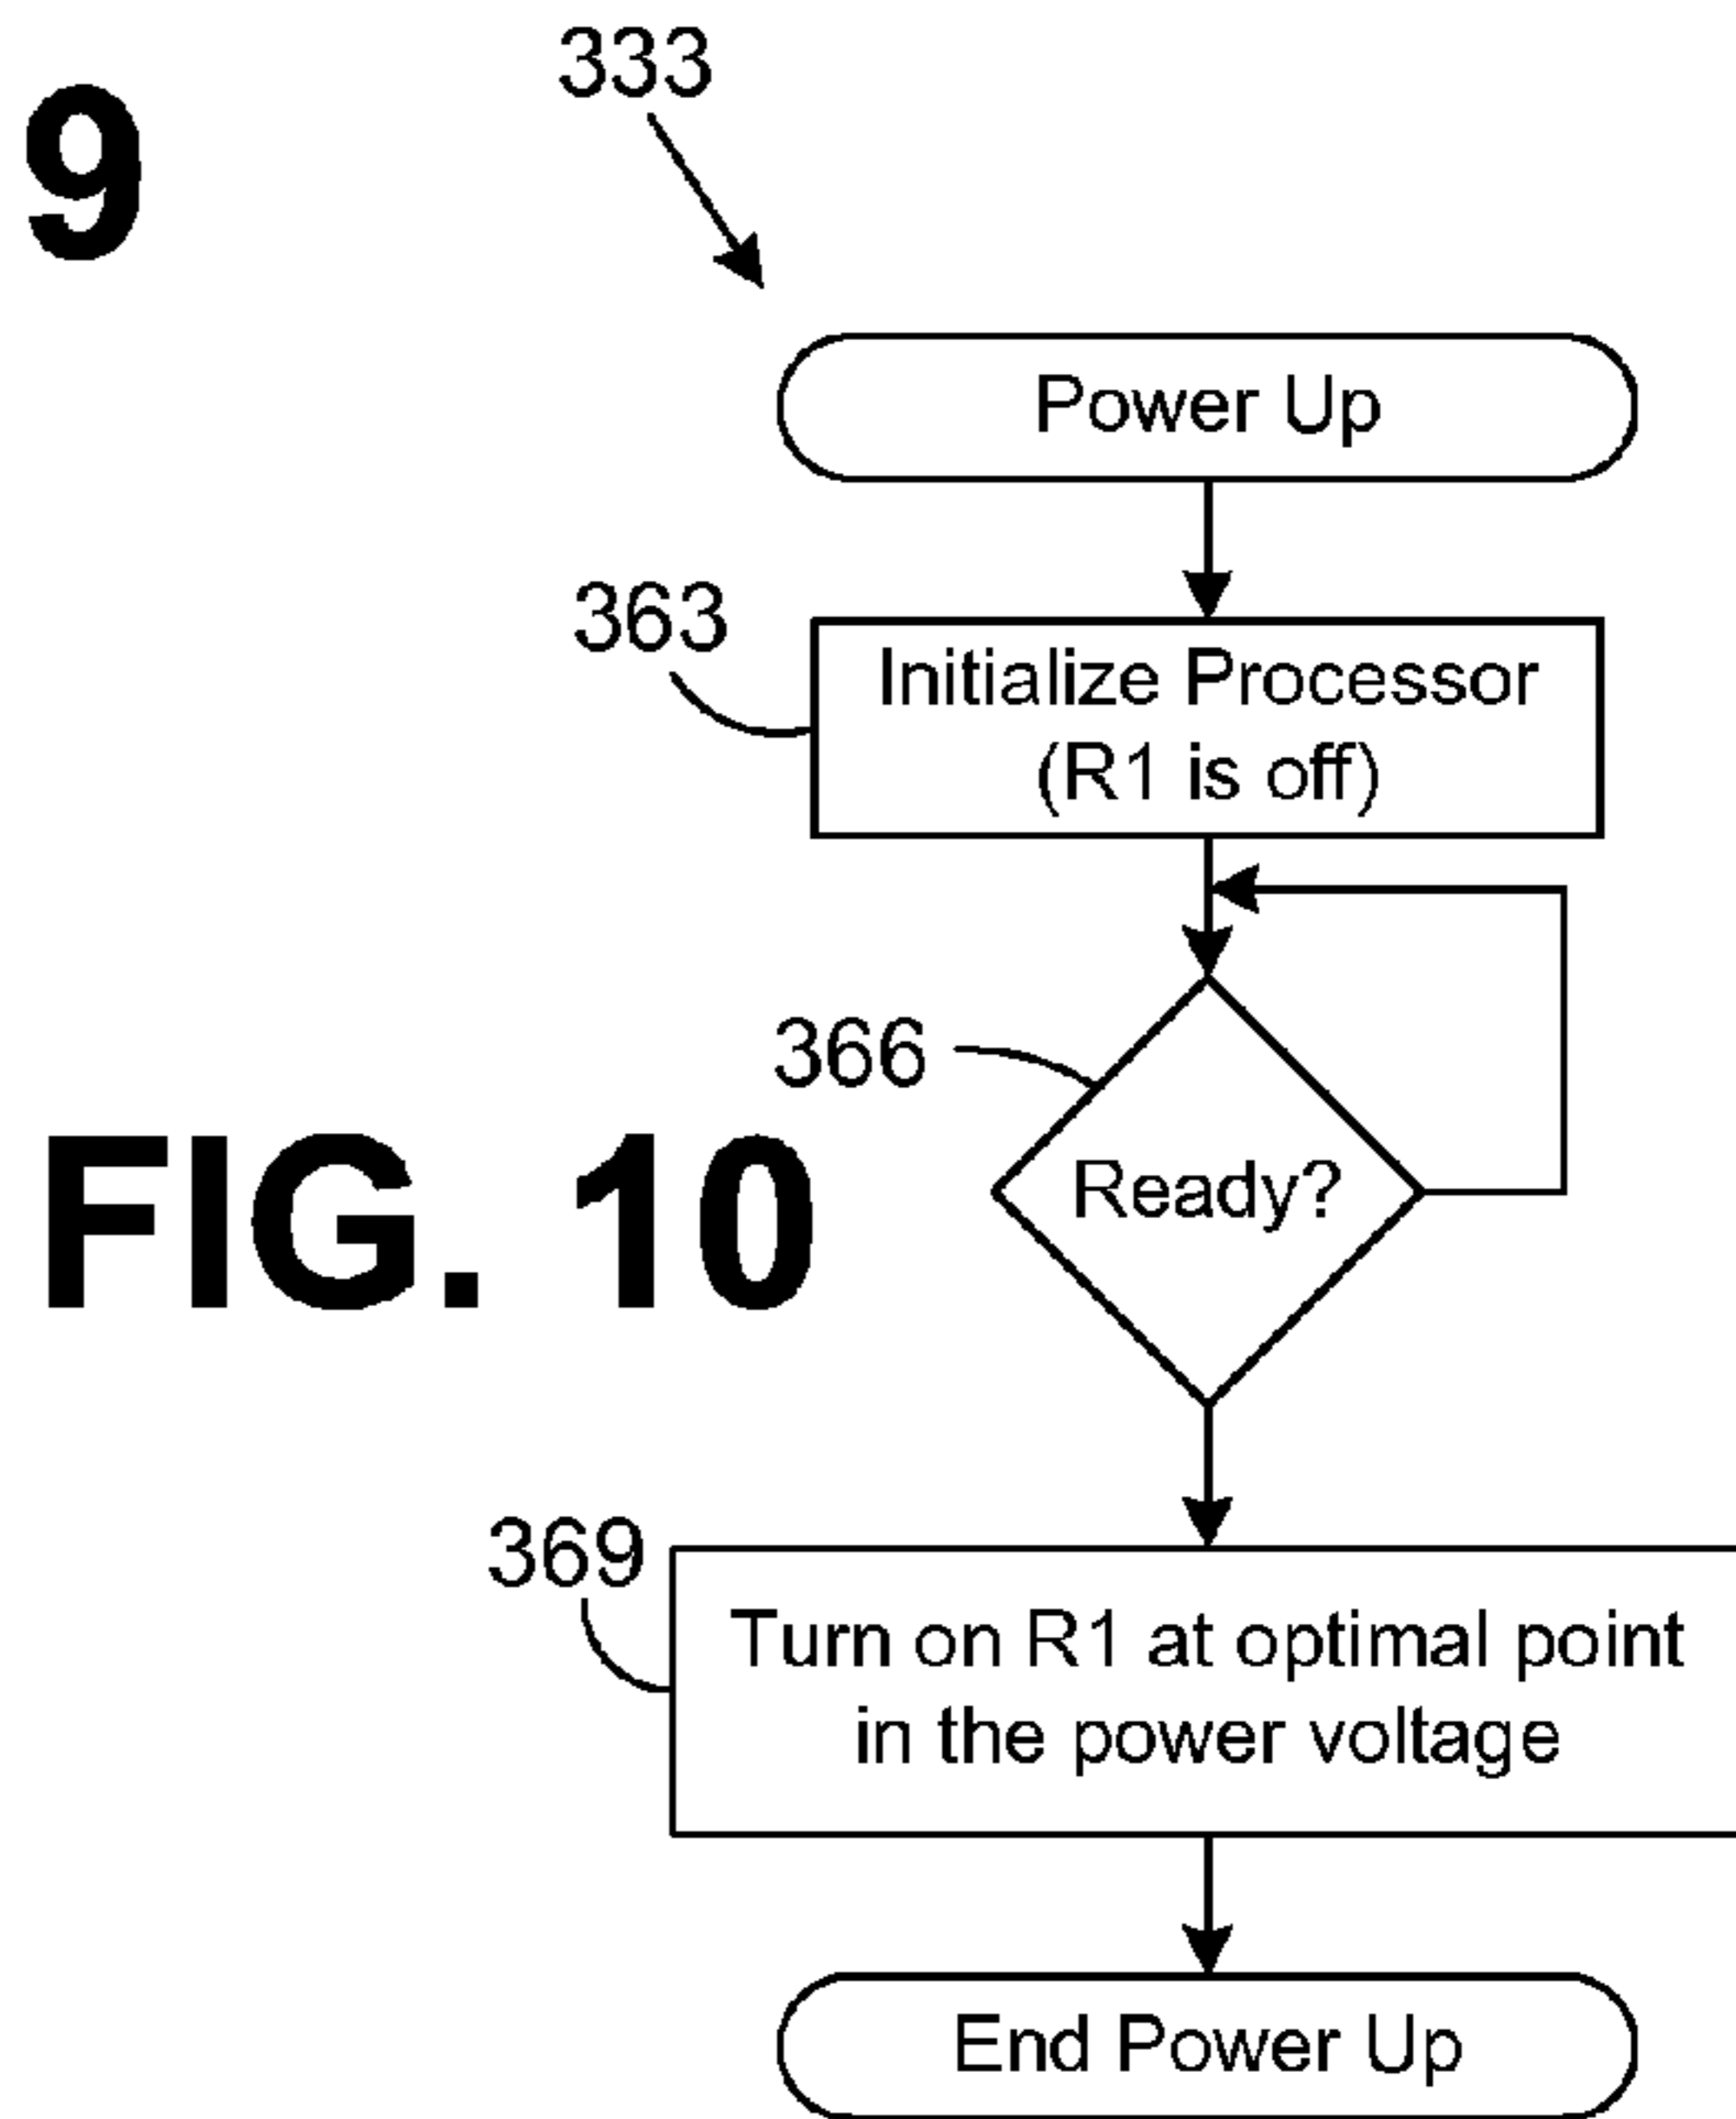 9
333
Power Up
363
Initialize Processor
(R1 is off)
366
Ready?
FIG. 10
369
Turn on R1 at optimal point
in the power voltage
End Power Up